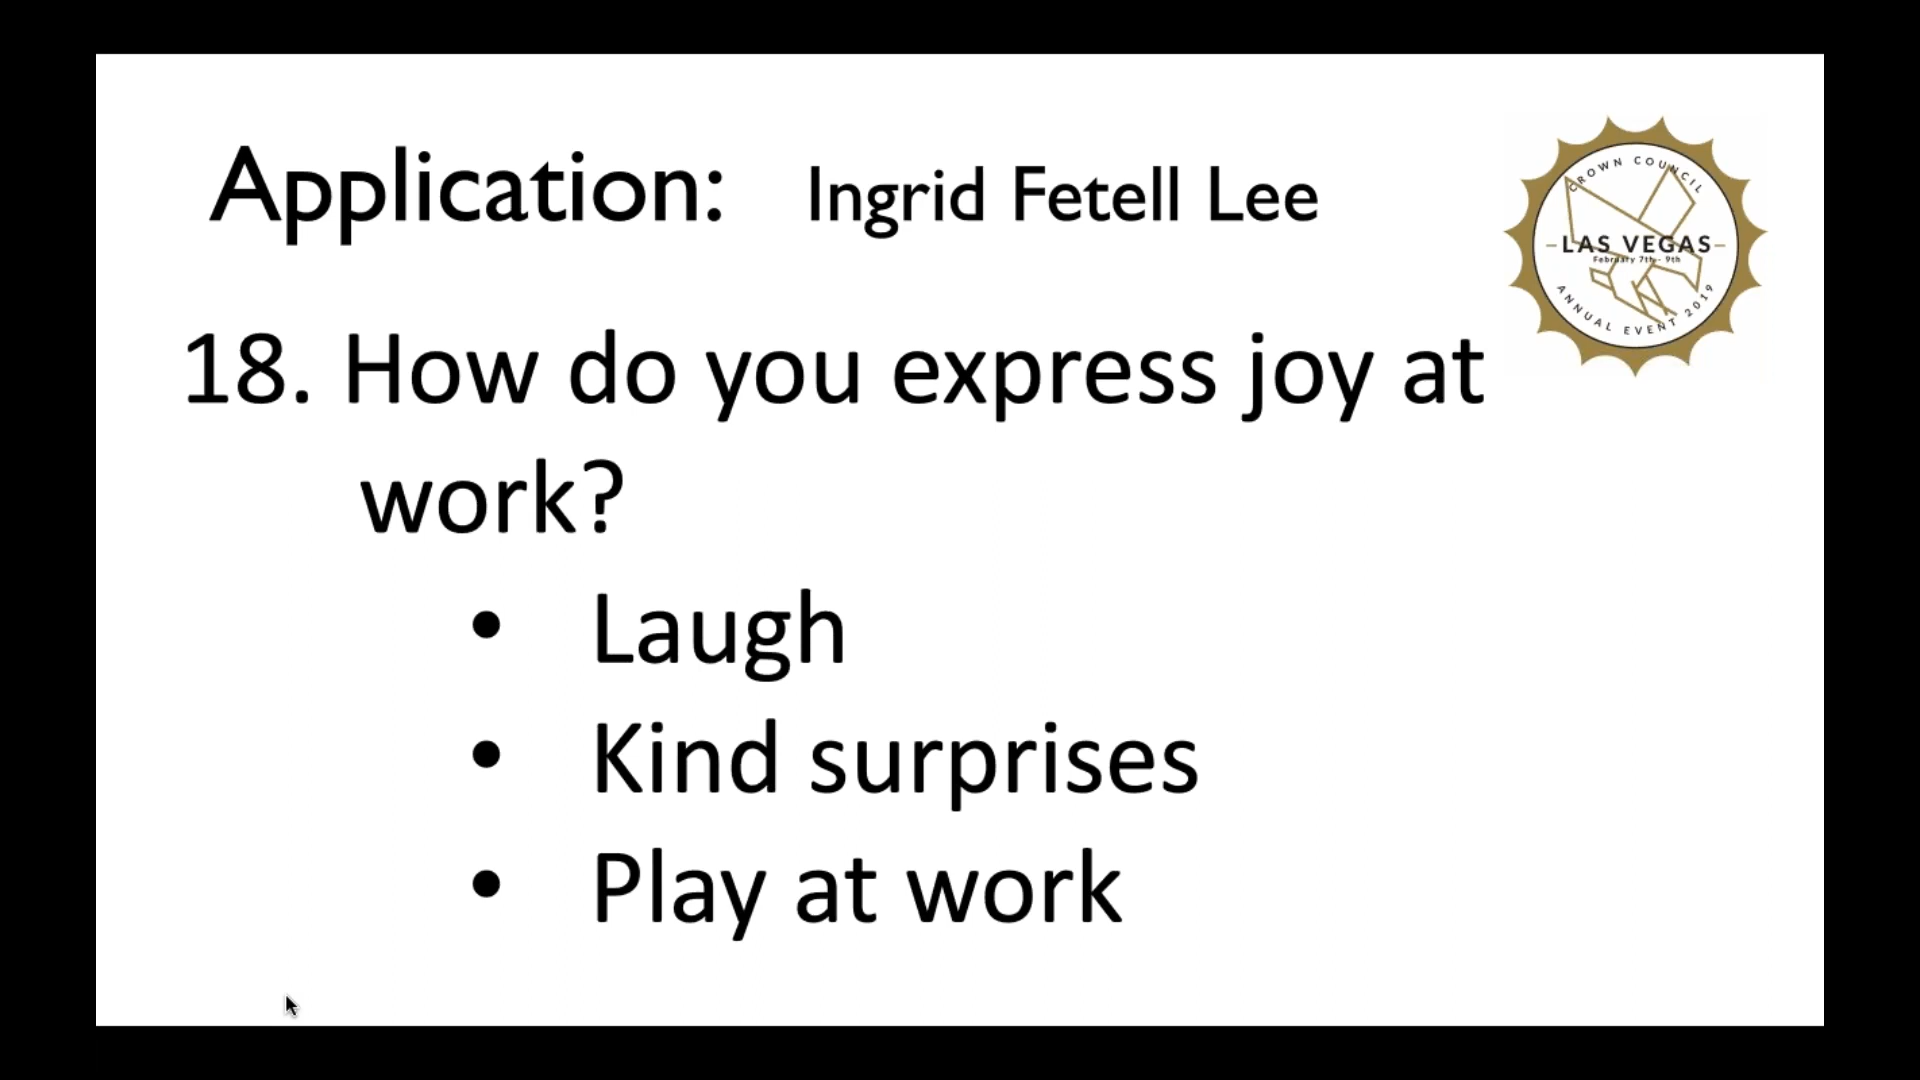 Application: Ingrid Fetell Lee
CROWN COUNCIL
LAS VEGAS
February 7th - 9th
ANNUAL EVENT 2019
18. How do you express joy at
work?
• Laugh
• Kind surprises
• Play at work